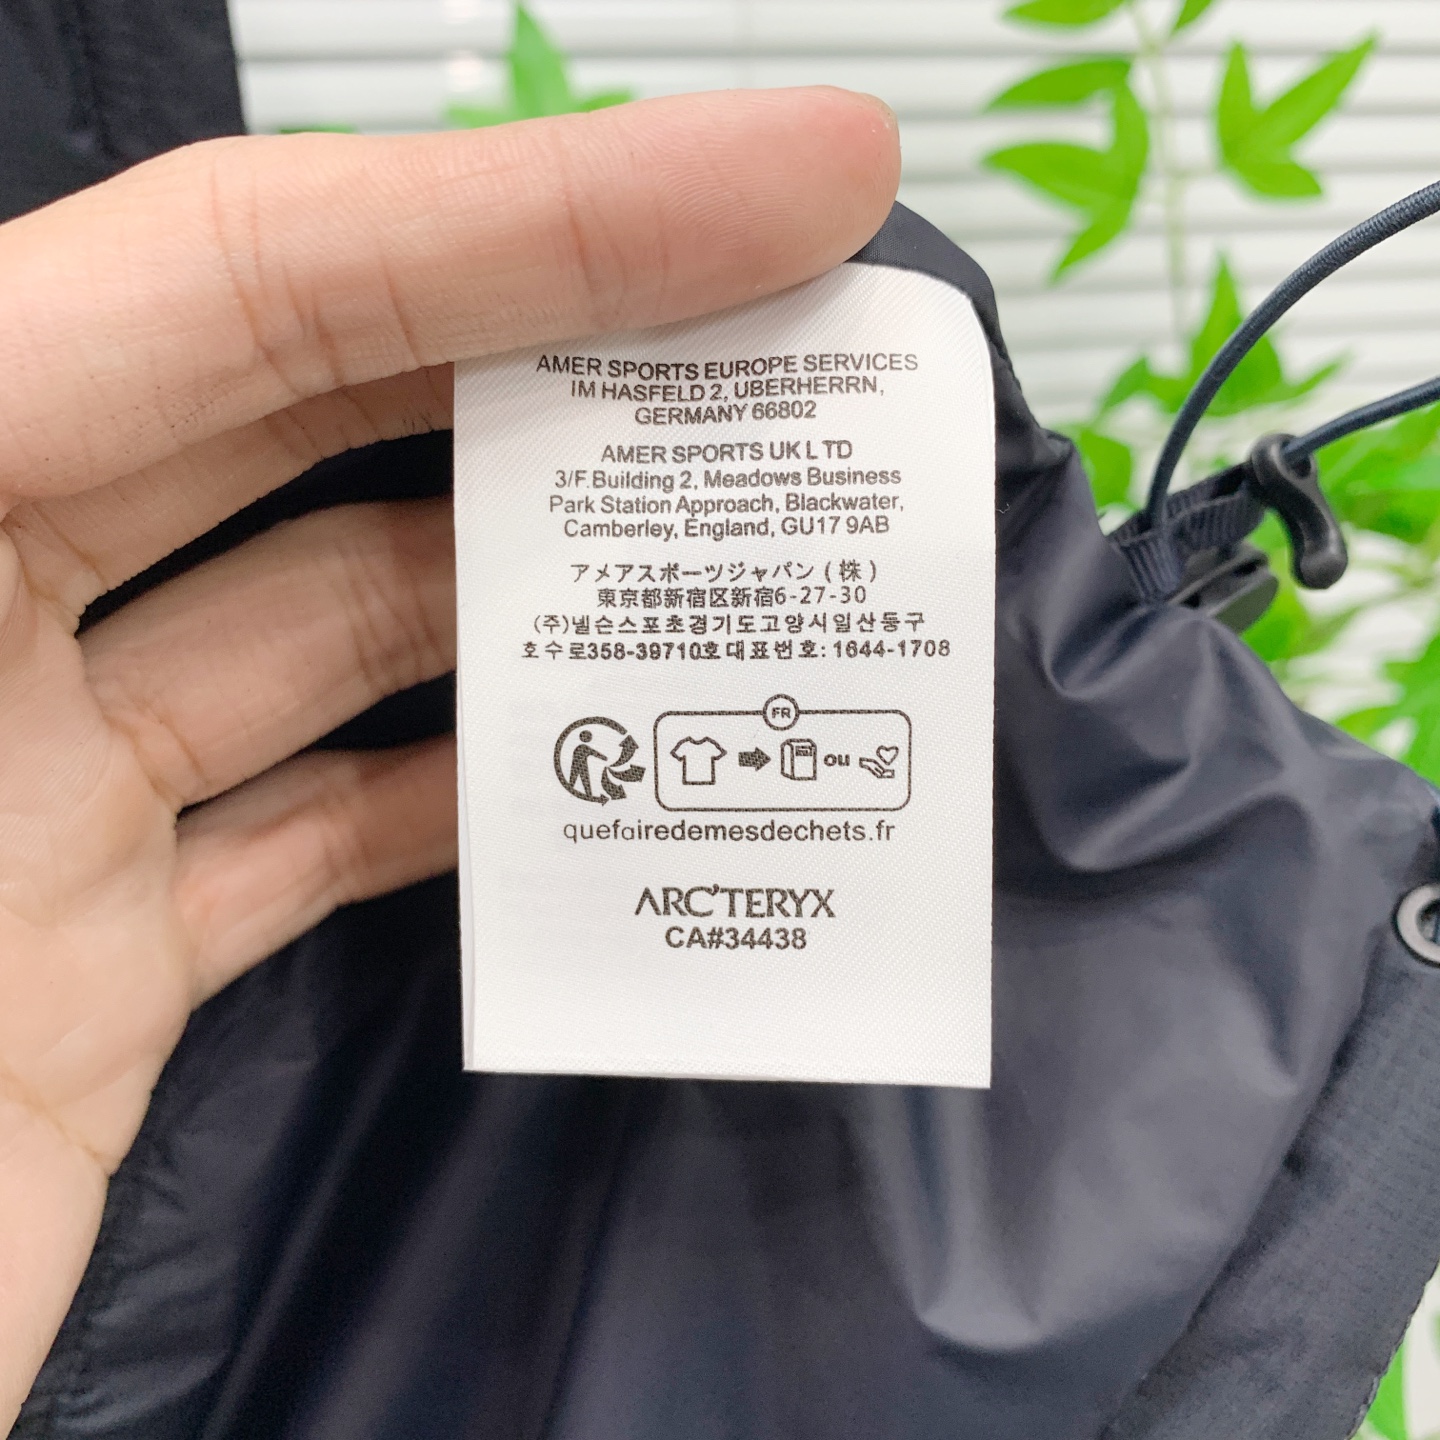 AMER SPORTS EUROPE SERVICES
IM HASFELD 2, UBERHERRN,
GERMANY 66802
AMER SPORTS UK LTD
3/F.Building 2, Meadows Business
Park Station Approach, Blackwater,
Camberley, England, GU17 9AB
アメアスポーツジャパン (株)
東京都新宿区新宿6-27-30
(주)넬슨스포초경기도고양시일산동구
호수로358-39710호대표번호: 1644-1708
FR
ou
quefairedemesdechets.fr
ARC'TERYX
CA#34438